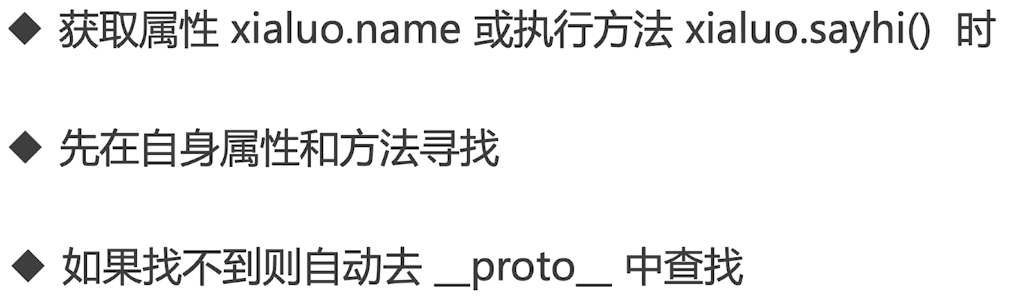 ◆ 获取属性 xialuo.name 或执行方法 xialuo.sayhi() 时
◆ 先在自身属性和方法寻找
◆ 如果找不到则自动去 __proto__ 中查找